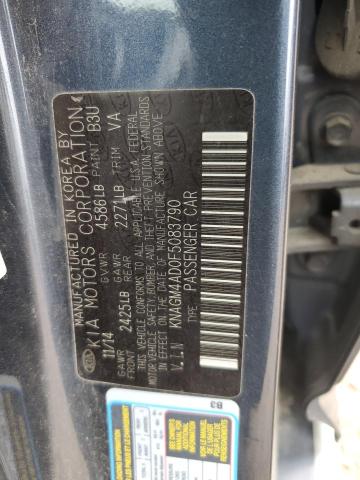 MANUFACTURED IN KOREA BY
KIA MOTORS CORPORATION
11/14 GVWR 4586LB PAINT B3U
GAWR FRONT 2425LB GAWR REAR 2271LB TRIM VA
THIS VEHICLE CONFORMS TO ALL APPLICABLE U.S.A. FEDERAL
MOTOR VEHICLE SAFETY, BUMPER, AND THEFT PREVENTION STANDARDS
IN EFFECT ON THE DATE OF MANUFACTURE SHOWN ABOVE.
V.I.N KNAGM4AD0F5083790
TYPE: PASSENGER CAR
B3